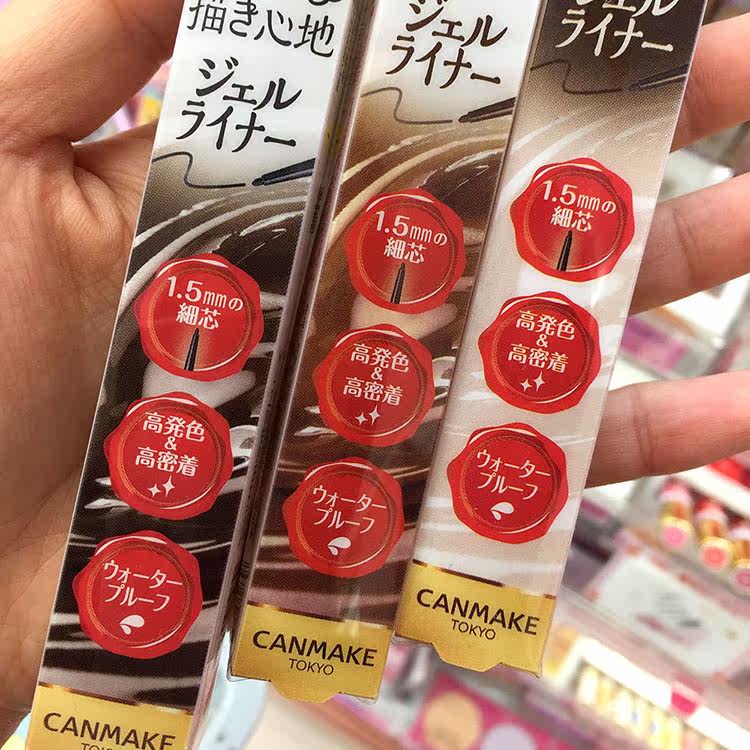 描き心地
ジェル
ライナー
1.5mmの
細芯
高発色
&
高密着
ウォーター
プルーフ
CANMAKE
ジェル
ライナー
1.5mmの
細芯
高発色
&
高密着
ウォーター
プルーフ
CANMAKE
TOKYO
ジェル
ライナー
1.5mmの
細芯
高発色
&
高密着
ウォーター
プルーフ
CANMAKE
TOKYO